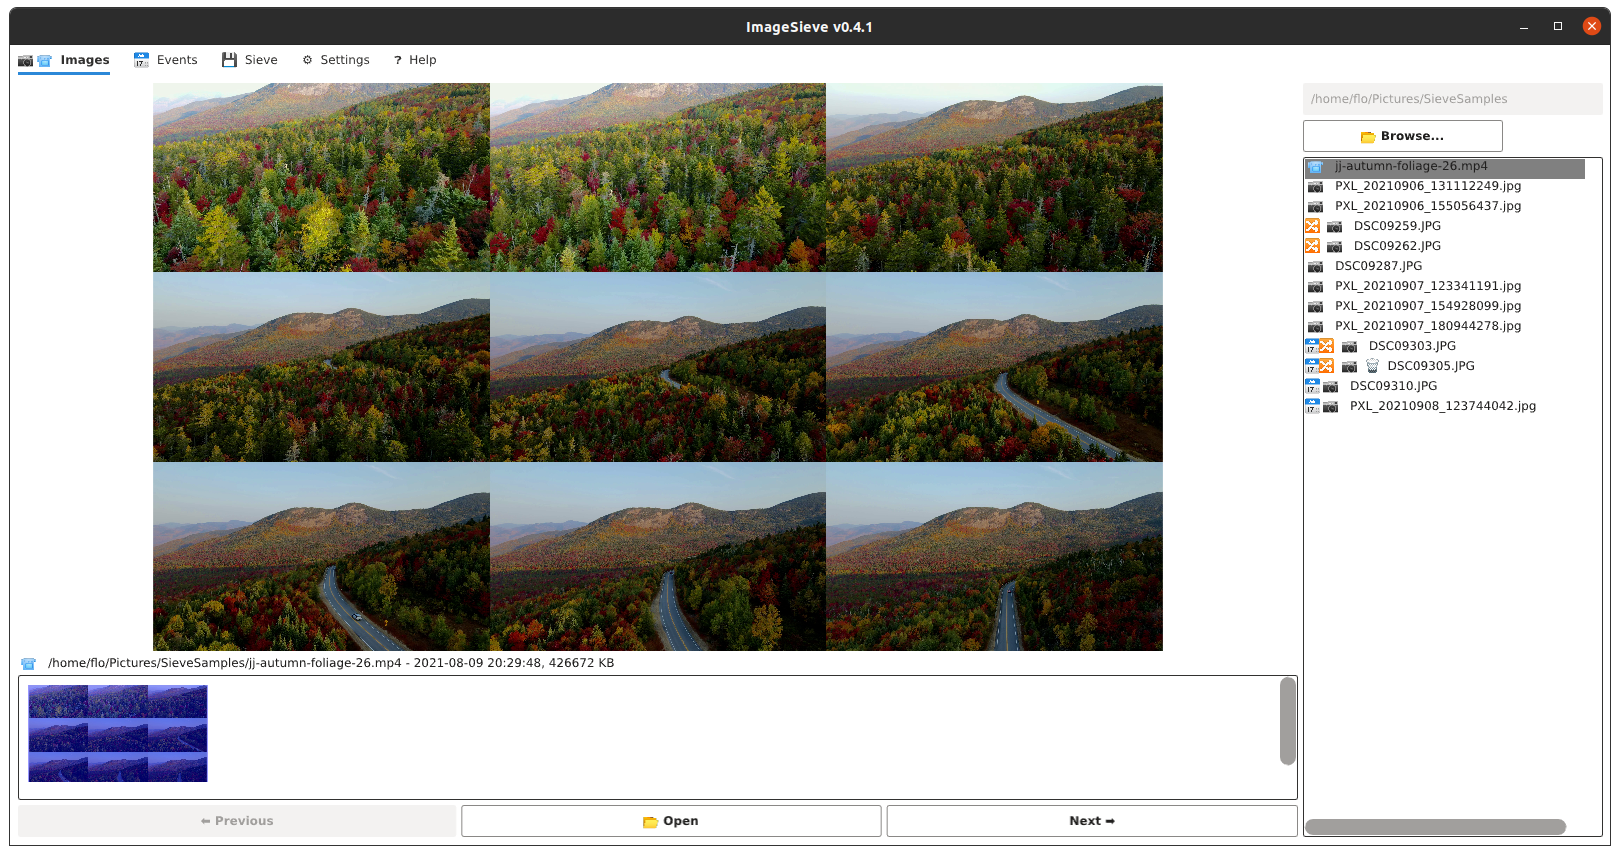 ImageSieve v0.4.1
Images Events Sieve Settings ? Help
/home/flo/Pictures/SieveSamples
Browse...
jj-autumn-foliage-26.mp4
PXL_20210906_131112249.jpg
PXL_20210906_155056437.jpg
DSC09259.JPG
DSC09262.JPG
DSC09287.JPG
PXL_20210907_123341191.jpg
PXL_20210907_154928099.jpg
PXL_20210907_180944278.jpg
DSC09303.JPG
DSC09305.JPG
DSC09310.JPG
PXL_20210908_123744042.jpg
/home/flo/Pictures/SieveSamples/jj-autumn-foliage-26.mp4 - 2021-08-09 20:29:48, 426672 KB
⬅ Previous
Open
Next ➡